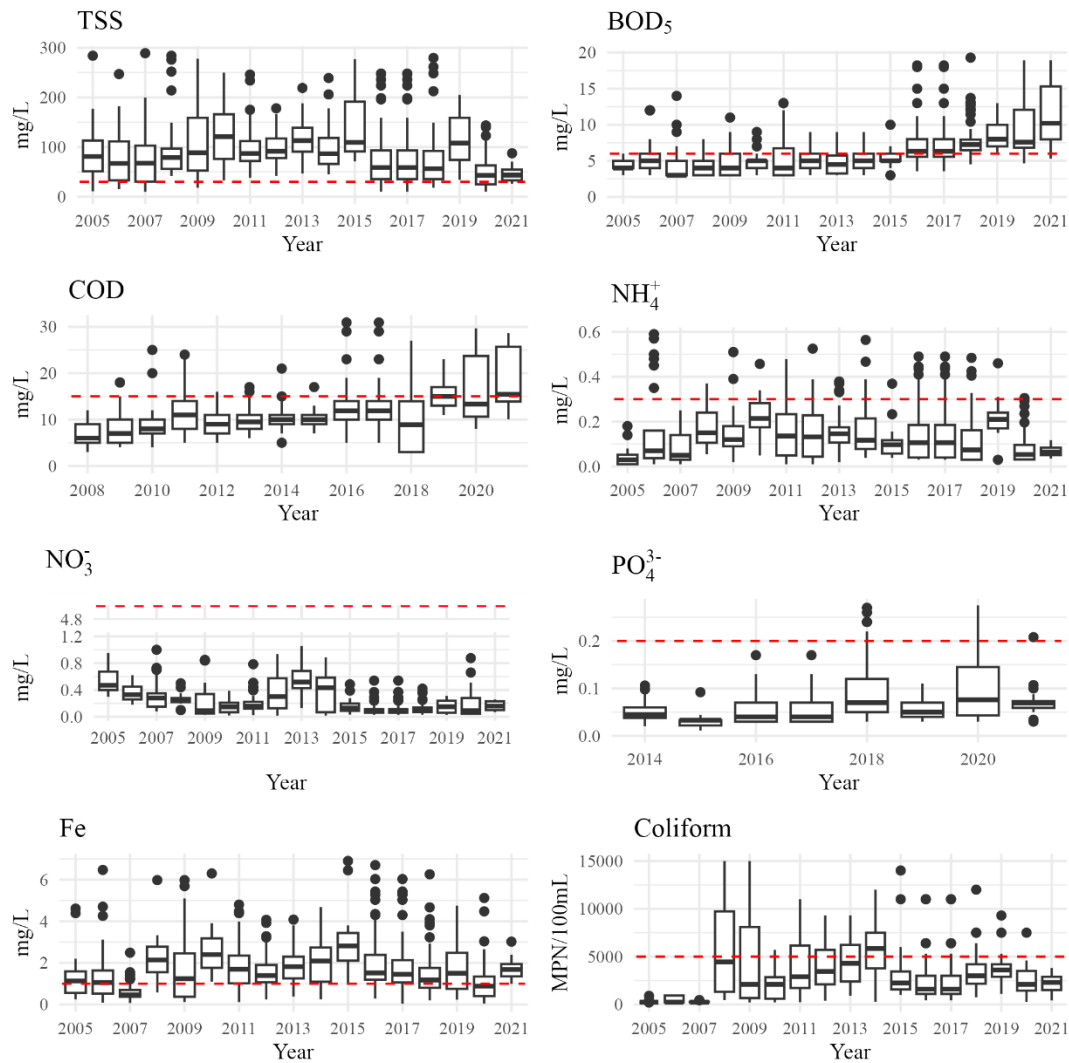 TSS
300
200
100
0
mg/L
2005 2007 2009 2011 2013 2015 2017 2019 2021
Year
BOD₅
20
15
10
5
0
mg/L
2005 2007 2009 2011 2013 2015 2017 2019 2021
Year
COD
30
20
10
0
mg/L
2008 2010 2012 2014 2016 2018 2020
Year
NH₄⁺
0.6
0.4
0.2
0.0
mg/L
2005 2007 2009 2011 2013 2015 2017 2019 2021
Year
NO₃⁻
4.8
1.2
0.8
0.4
0.0
mg/L
2005 2007 2009 2011 2013 2015 2017 2019 2021
Year
PO₄³⁻
0.2
0.1
0.0
mg/L
2014 2016 2018 2020
Year
Fe
6
4
2
0
mg/L
2005 2007 2009 2011 2013 2015 2017 2019 2021
Year
Coliform
15000
10000
5000
0
MPN/100mL
2005 2007 2009 2011 2013 2015 2017 2019 2021
Year